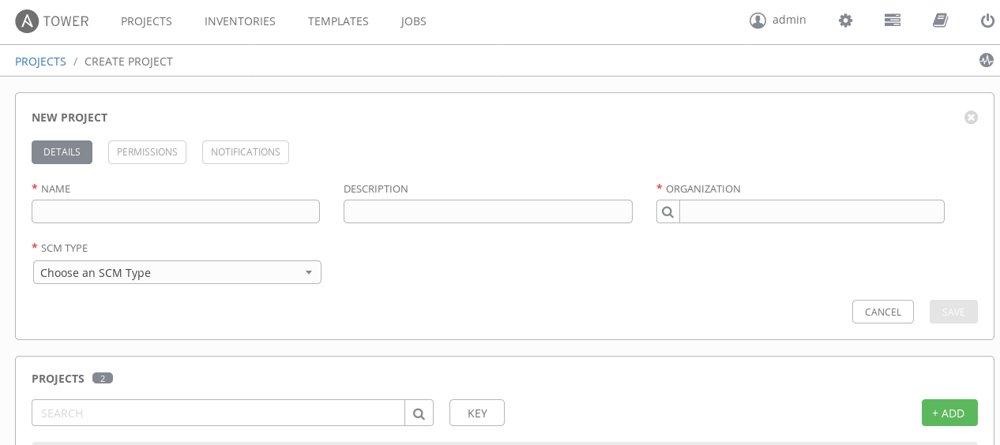 TOWER PROJECTS INVENTORIES TEMPLATES JOBS admin
PROJECTS / CREATE PROJECT
NEW PROJECT
DETAILS PERMISSIONS NOTIFICATIONS
* NAME DESCRIPTION * ORGANIZATION
* SCM TYPE
Choose an SCM Type
CANCEL SAVE
PROJECTS 2
SEARCH KEY + ADD